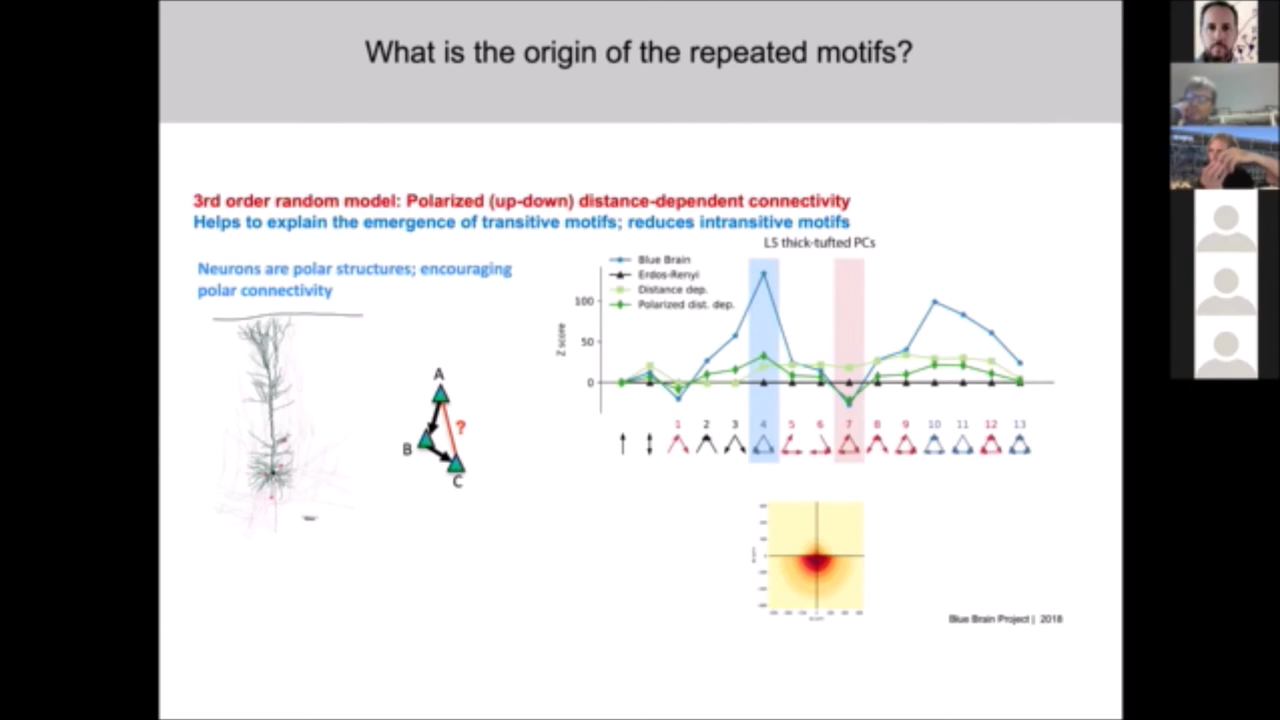 What is the origin of the repeated motifs?
3rd order random model: Polarized (up-down) distance-dependent connectivity
Helps to explain the emergence of transitive motifs; reduces intransitive motifs
L5 thick-tufted PCs
Neurons are polar structures; encouraging
polar connectivity
Blue Brain
Erdos-Renyi
Distance dep.
Polarized dist. dep.
Z score
100
50
0
1 2 3 4 5 6 7 8 9 10 11 12 13
A
?
B
C
Blue Brain Project | 2018